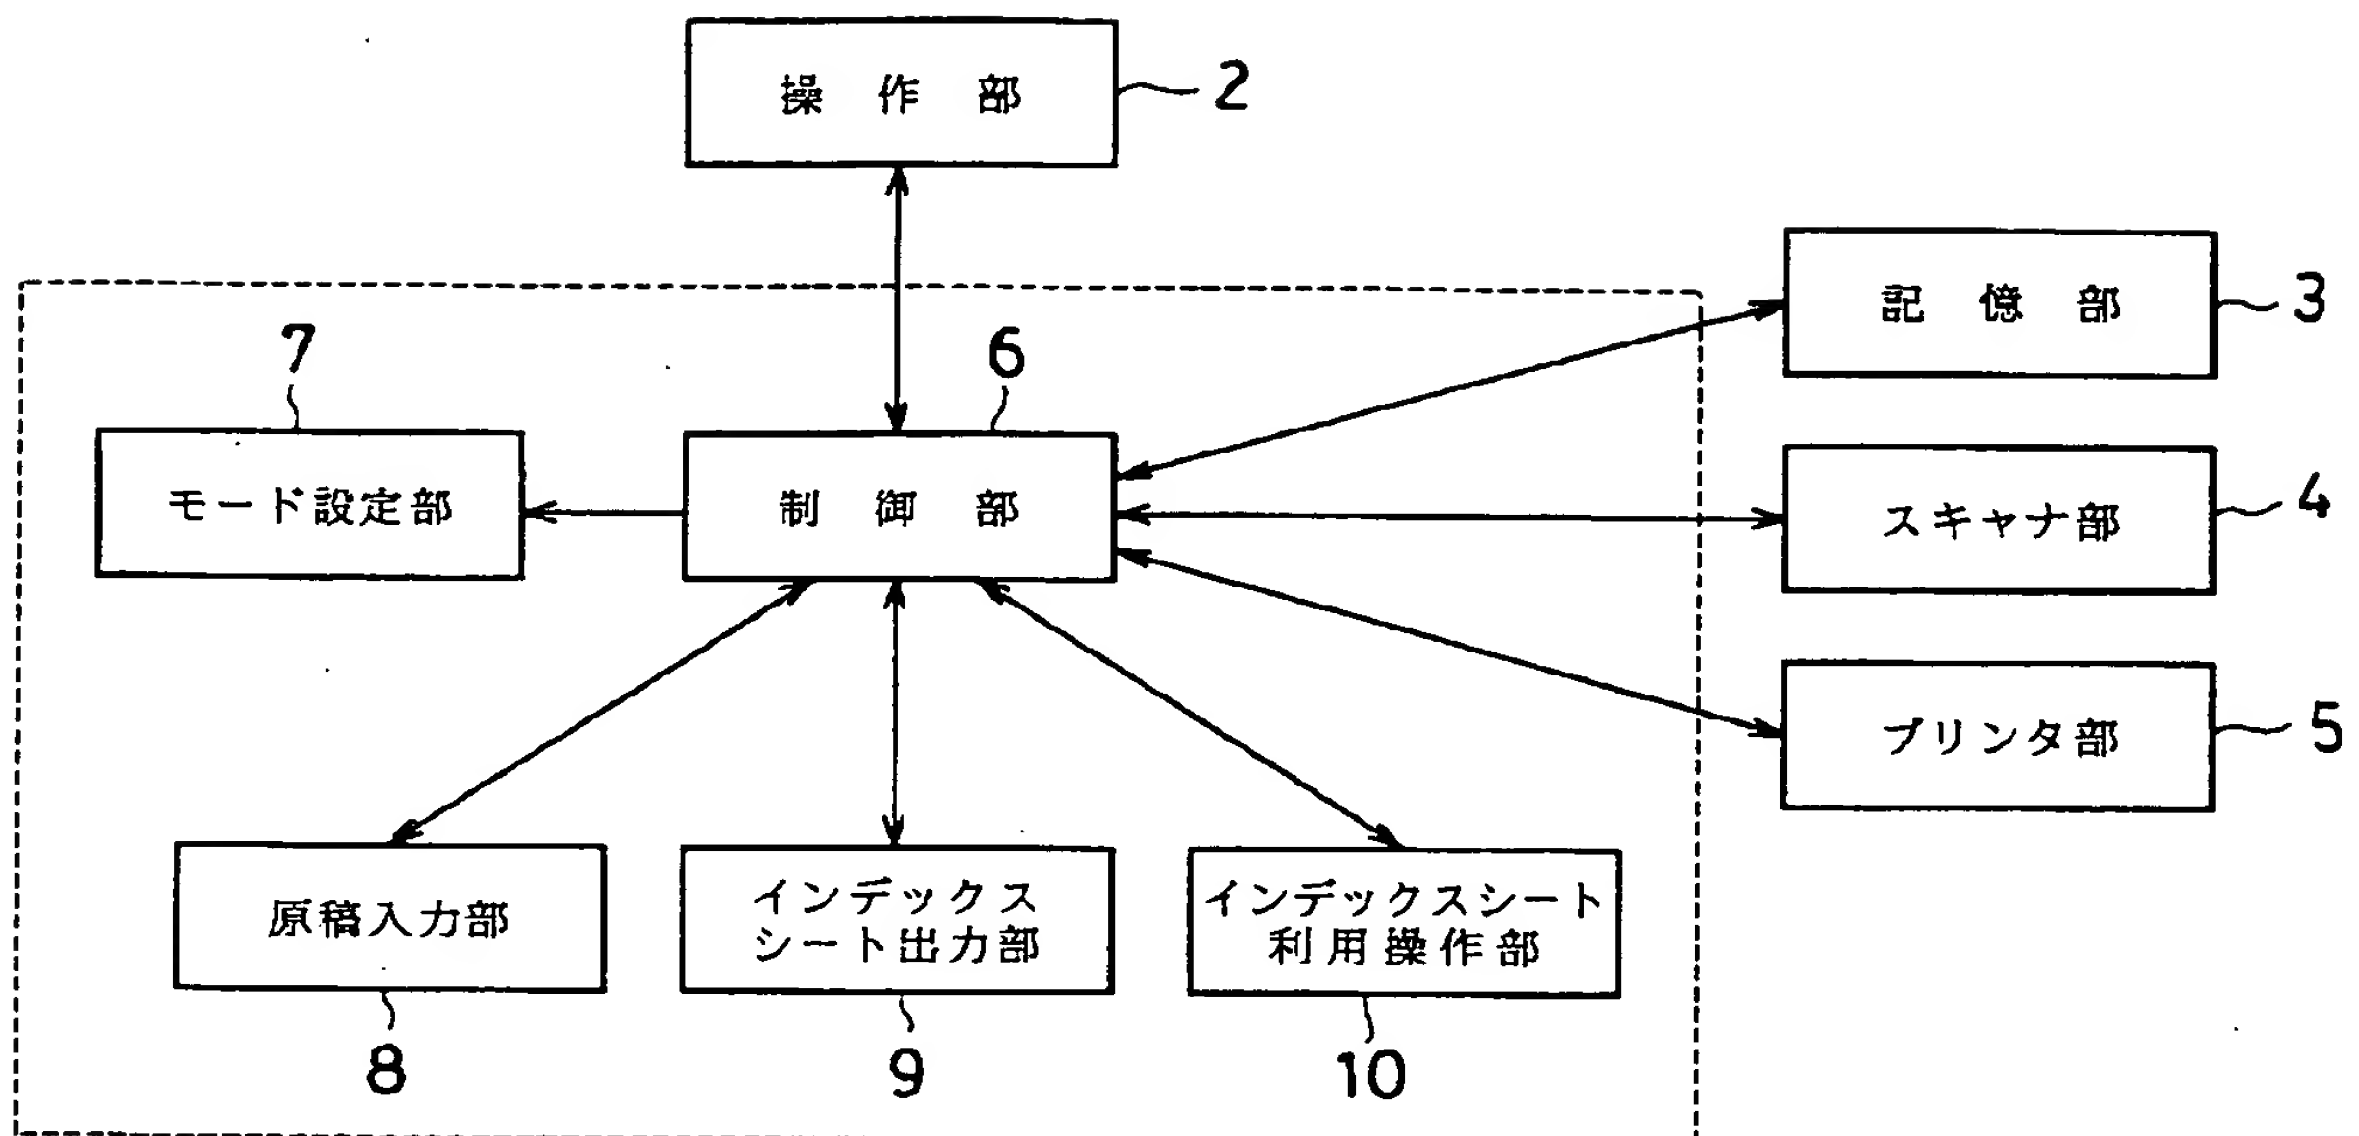 操作部
2
記憶部
3
7
6
モード設定部
制御部
スキャナ部
4
プリンタ部
5
原稿入力部
インデックス
シート出力部
インデックスシート
利用操作部
8
9
10